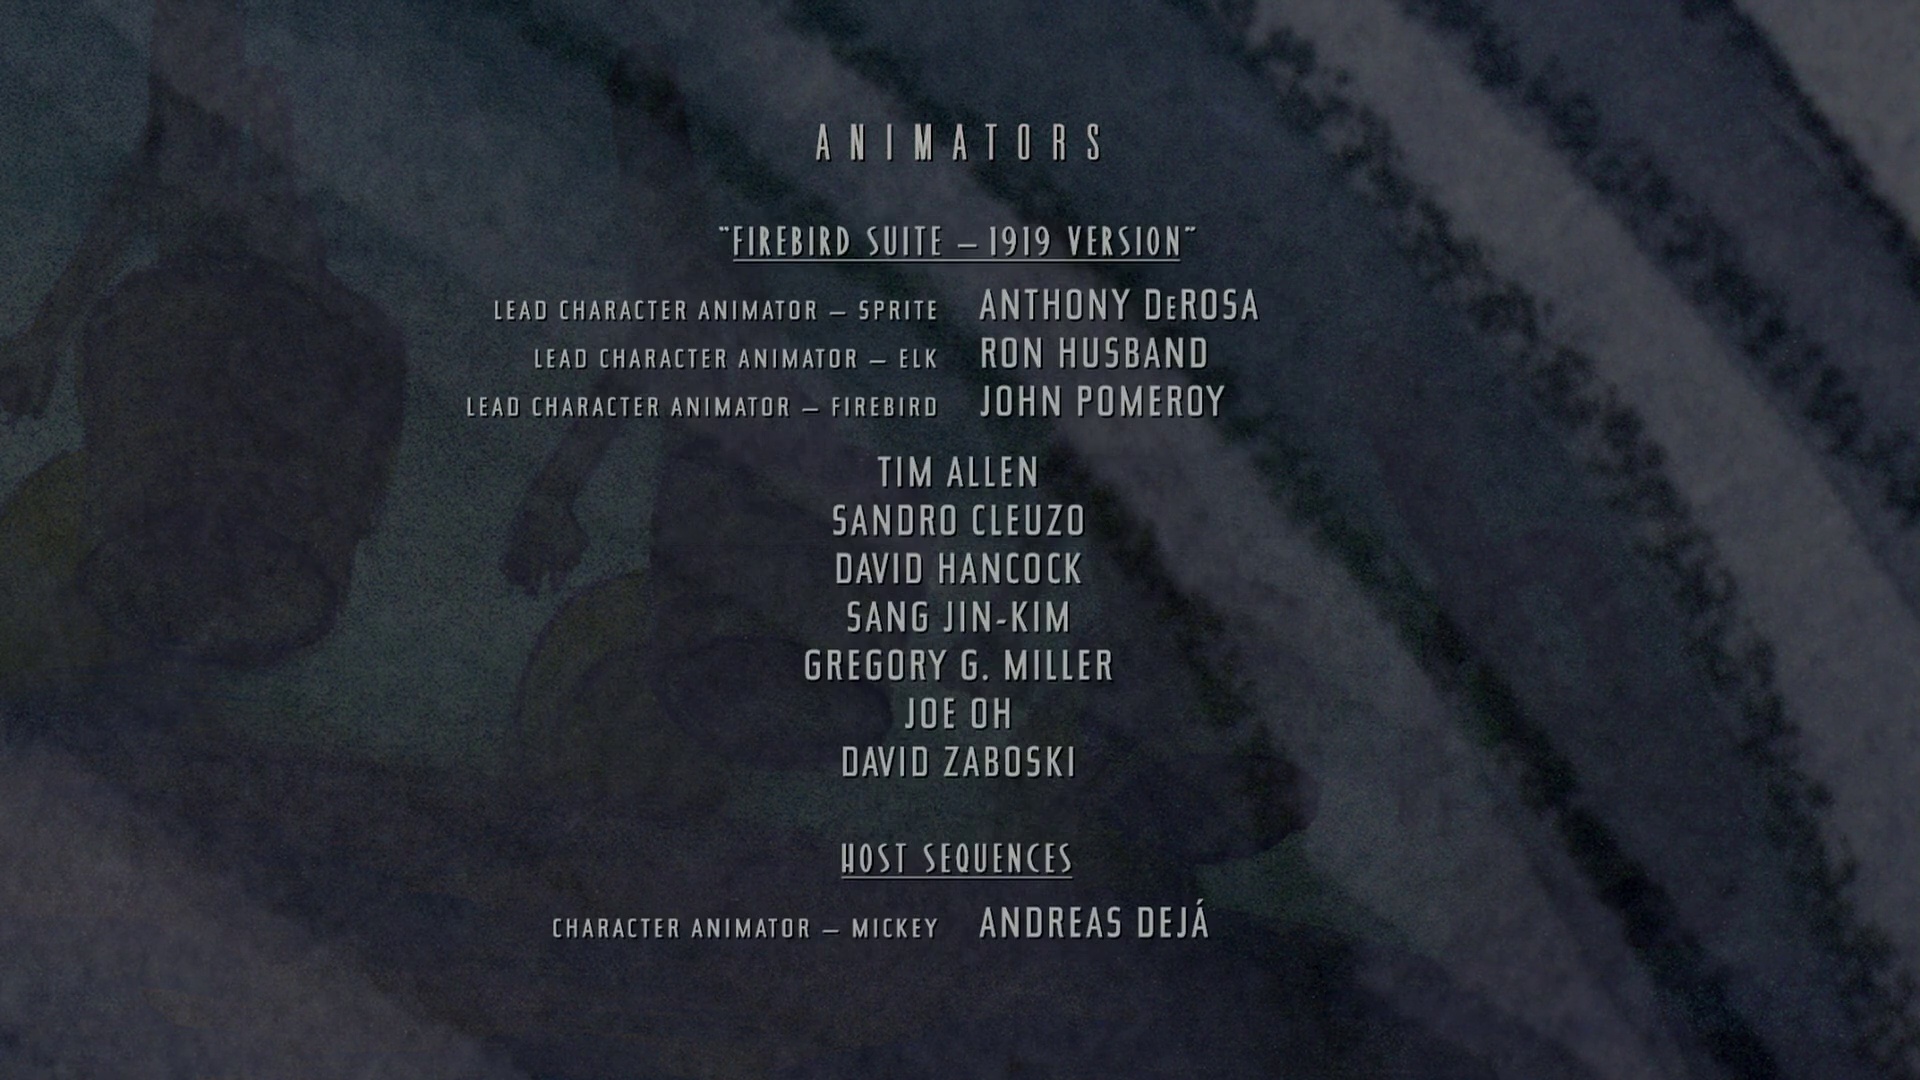 ANIMATORS
"FIREBIRD SUITE – 1919 VERSION"
LEAD CHARACTER ANIMATOR – SPRITE ANTHONY DeROSA
LEAD CHARACTER ANIMATOR – ELK RON HUSBAND
LEAD CHARACTER ANIMATOR – FIREBIRD JOHN POMEROY
TIM ALLEN
SANDRO CLEUZO
DAVID HANCOCK
SANG JIN-KIM
GREGORY G. MILLER
JOE OH
DAVID ZABOSKI
HOST SEQUENCES
CHARACTER ANIMATOR – MICKEY ANDREAS DEJÁ